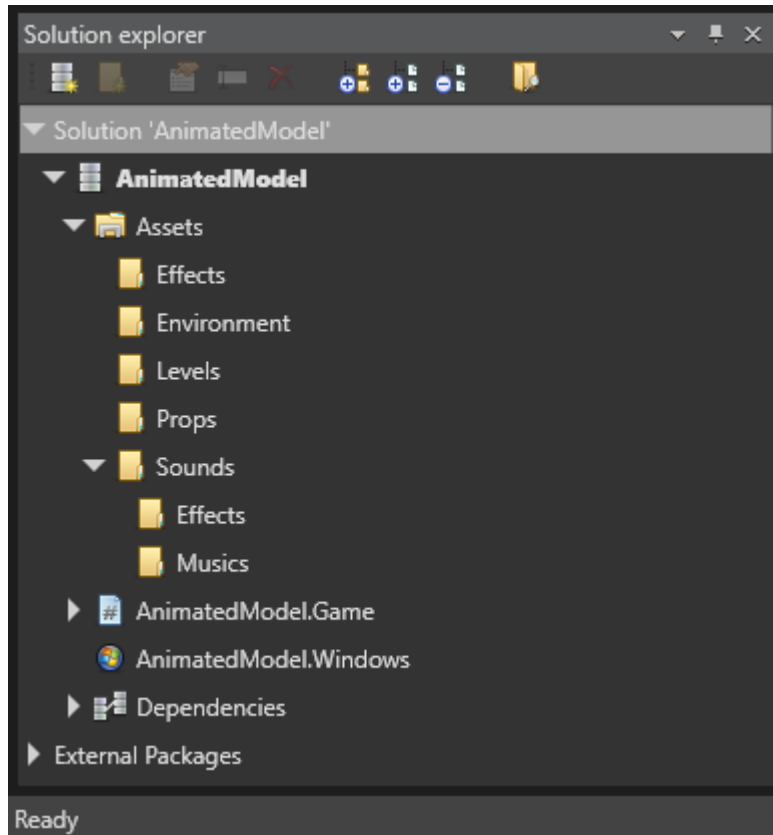 Solution explorer
Solution 'AnimatedModel'
AnimatedModel
Assets
Effects
Environment
Levels
Props
Sounds
Effects
Musics
AnimatedModel.Game
AnimatedModel.Windows
Dependencies
External Packages
Ready